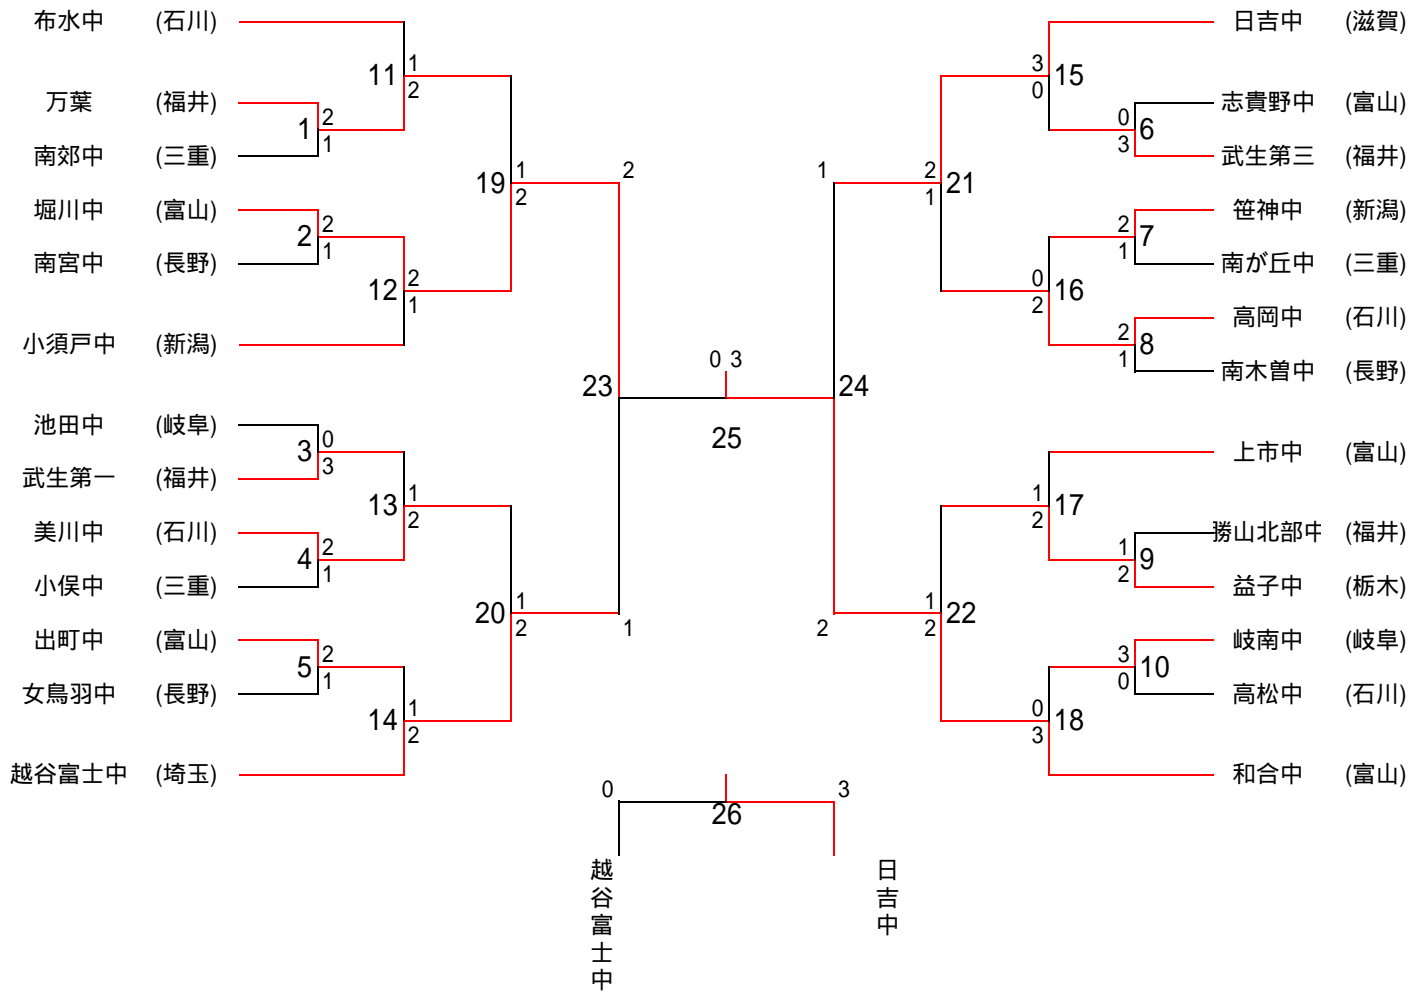 布水中 (石川)
万葉 (福井)
南郊中 (三重)
堀川中 (富山)
南宮中 (長野)
小須戸中 (新潟)
池田中 (岐阜)
武生第一 (福井)
美川中 (石川)
小俣中 (三重)
出町中 (富山)
女鳥羽中 (長野)
越谷富士中 (埼玉)
1 2 1
2 2 1
3 0 3
4 2 1
5 2 1
11 1 2
12 2 1
13 1 2
14 1 2
19 1 2
20 1 2
23 2 1
0 3
25
24 1 2
21 2 1
22 1 2
15 3 0
16 0 2
17 1 2
18 0 3
6 0 3
7 2 1
8 2 1
9 1 2
10 3 0
日吉中 (滋賀)
志貴野中 (富山)
武生第三 (福井)
笹神中 (新潟)
南が丘中 (三重)
高岡中 (石川)
南木曽中 (長野)
上市中 (富山)
勝山北部中 (福井)
益子中 (栃木)
岐南中 (岐阜)
高松中 (石川)
和合中 (富山)
0 26 3
越谷富士中
日吉中